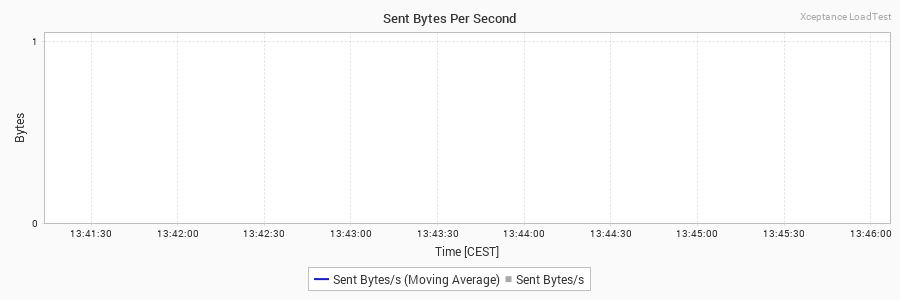 Sent Bytes Per Second
Xceptance LoadTest
1
Bytes
0
13:41:30 13:42:00 13:42:30 13:43:00 13:43:30 13:44:00 13:44:30 13:45:00 13:45:30 13:46:00
Time [CEST]
Sent Bytes/s (Moving Average) Sent Bytes/s